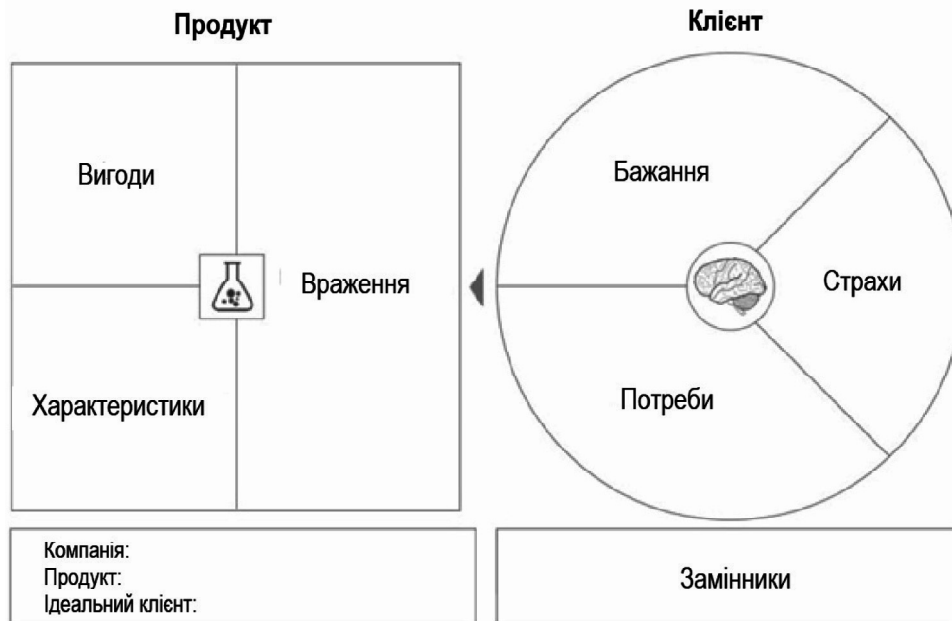 Продукт
Клієнт
Вигоди
Враження
Характеристики
Бажання
Страхи
Потреби
Компанія:
Продукт:
Ідеальний клієнт:
Замінники